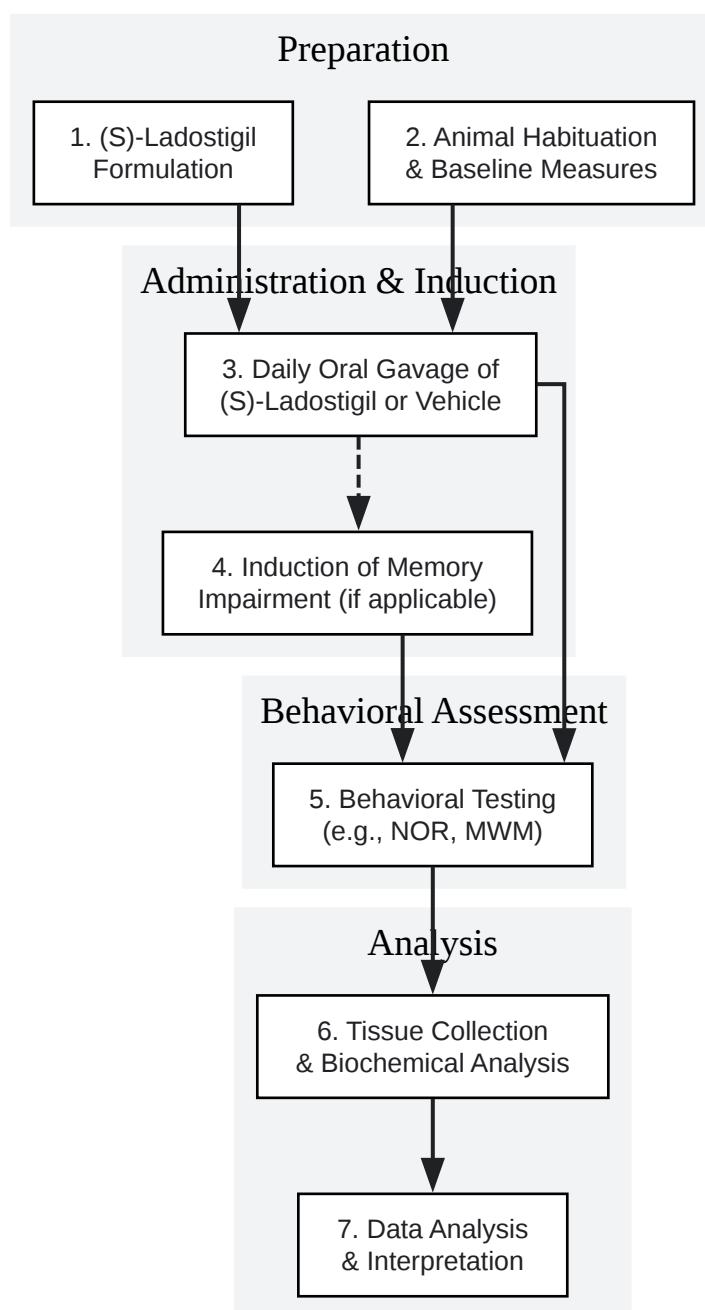 Preparation
1. (S)-Ladostigil
Formulation
2. Animal Habituation
& Baseline Measures
Administration & Induction
3. Daily Oral Gavage of
(S)-Ladostigil or Vehicle
4. Induction of Memory
Impairment (if applicable)
Behavioral Assessment
5. Behavioral Testing
(e.g., NOR, MWM)
Analysis
6. Tissue Collection
& Biochemical Analysis
7. Data Analysis
& Interpretation